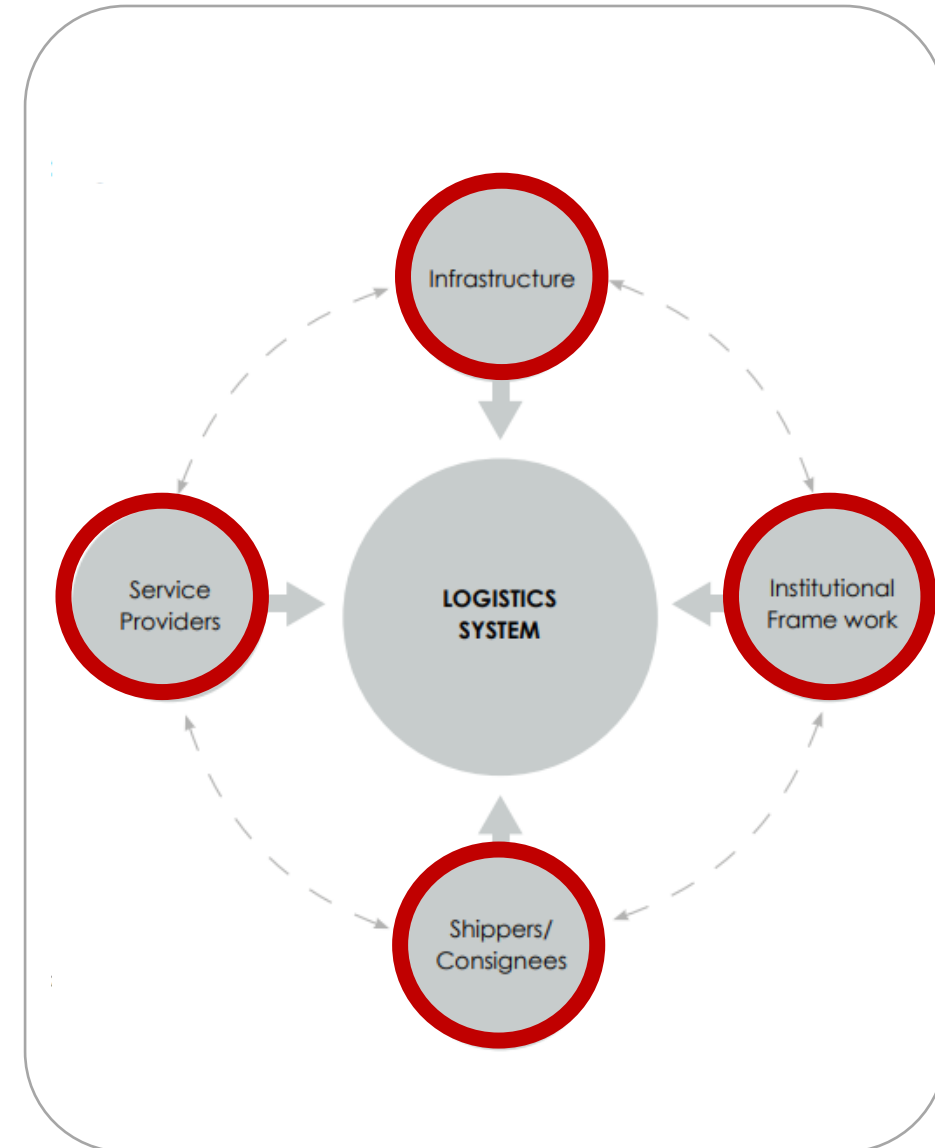 Infrastructure
Service
Providers
LOGISTICS
SYSTEM
Institutional
Frame work
Shippers/
Consignees